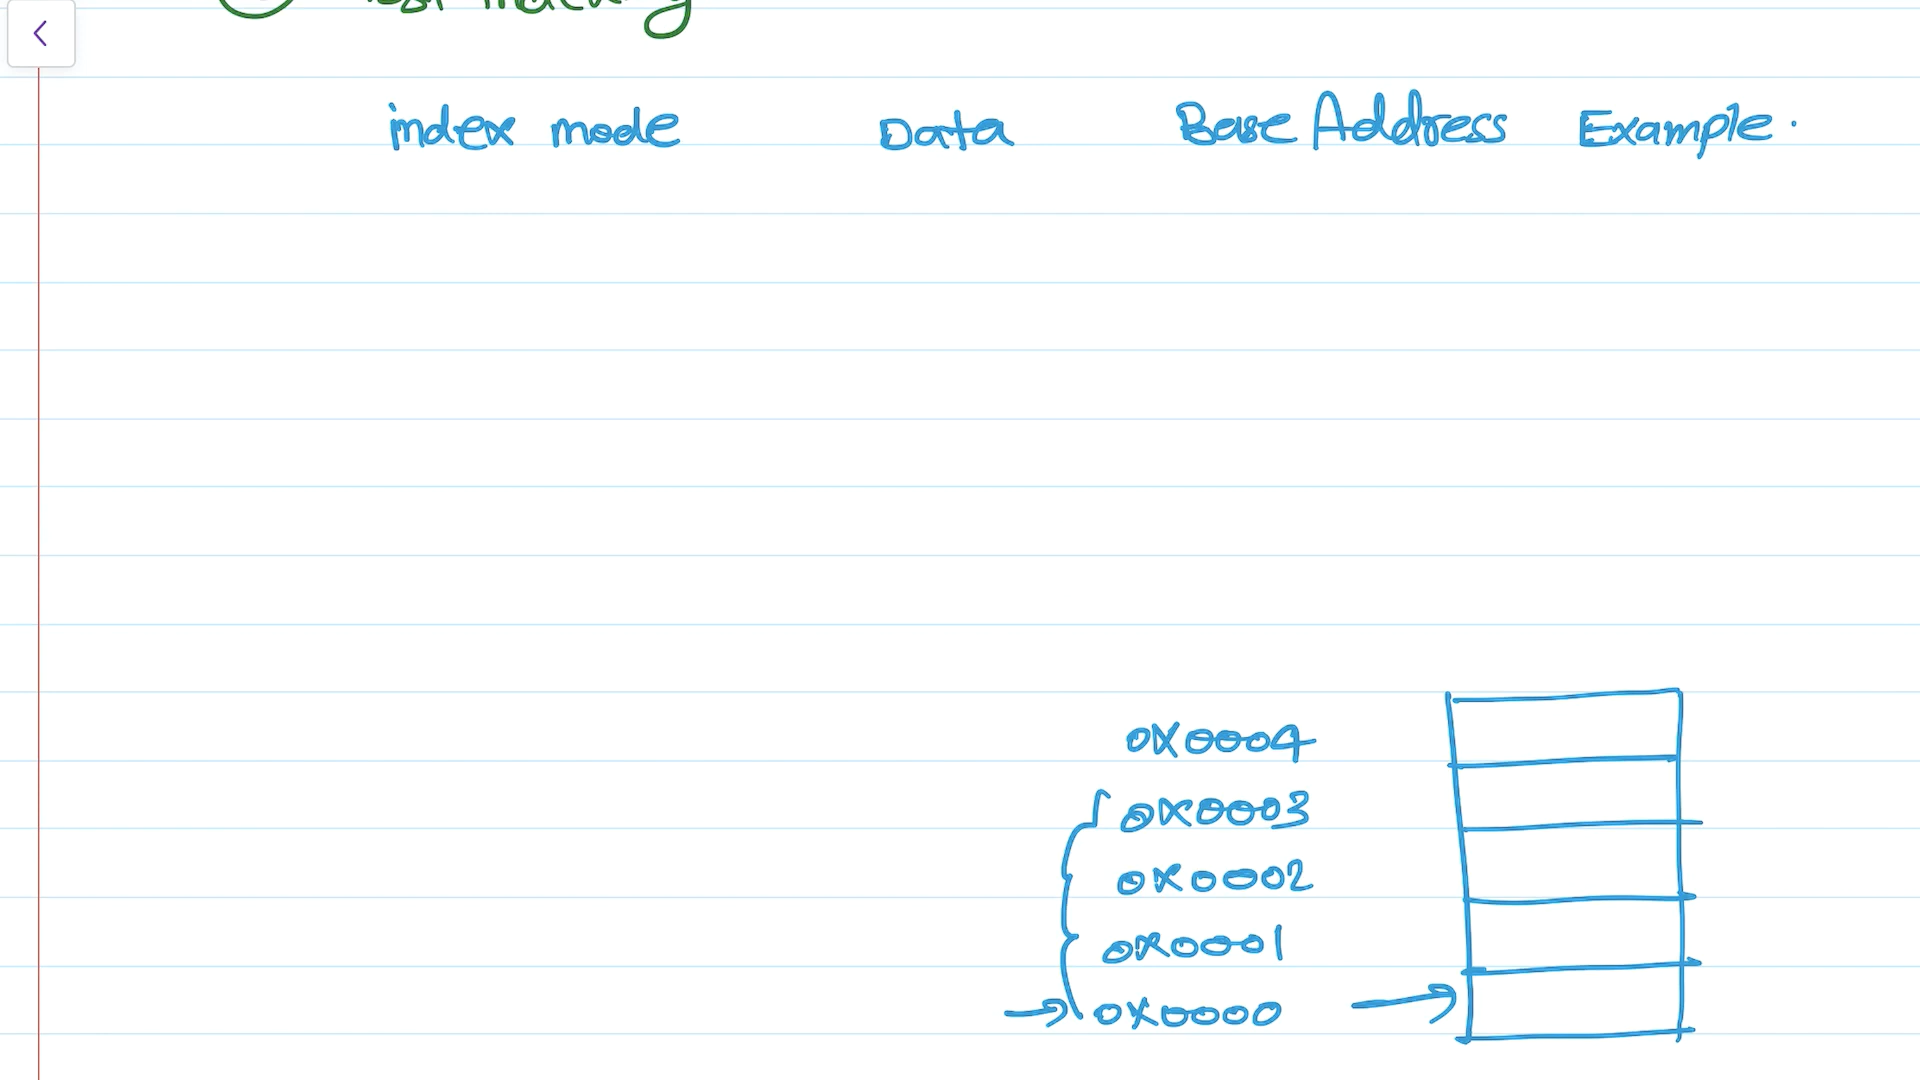 index mode Data Base Address Example.
0x0004
0x0003
0x0002
0x0001
0x0000